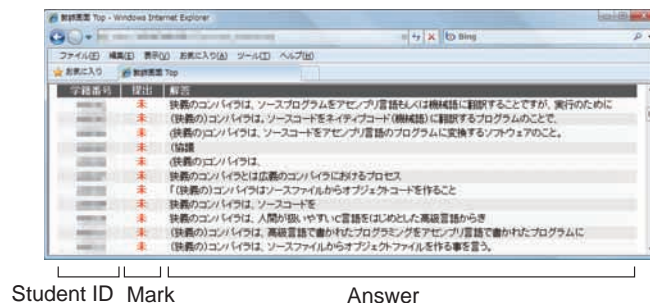 教師画面 Top - Windows Internet Explorer
Bing
ファイル(F) 編集(E) 表示(V) お気に入り(A) ツール(T) ヘルプ(H)
お気に入り 教師画面 Top
学籍番号 提出 解答
未 狭義のコンパイラは、ソースプログラムをアセンブリ言語もしくは機械語に翻訳することですが、実行のために
未 (狭義の)コンパイラは、ソースコードをネイティブコード(機械語)に翻訳するプログラムのことで、
未 (狭義の)コンパイラは、ソースコードをアセンブリ言語のプログラムに変換するソフトウェアのこと。
未 (協議
未 (狭義の)コンパイラは、
未 狭義のコンパイラとは広義のコンパイラにおけるプロセス
未 「(狭義の)コンパイラはソースファイルからオブジェクトコードを作ること
未 狭義のコンパイラは、ソースコードを
未 狭義のコンパイラは、人間が扱いやすいC言語をはじめとした高級言語からき
未 (狭義の)コンパイラは、高級言語で書かれたプログラミングをアセンブリ言語で書かれたプログラムに
未 (狭義の)コンパイラは、ソースファイルからオブジェクトファイルを作る事を言う。
Student ID Mark Answer